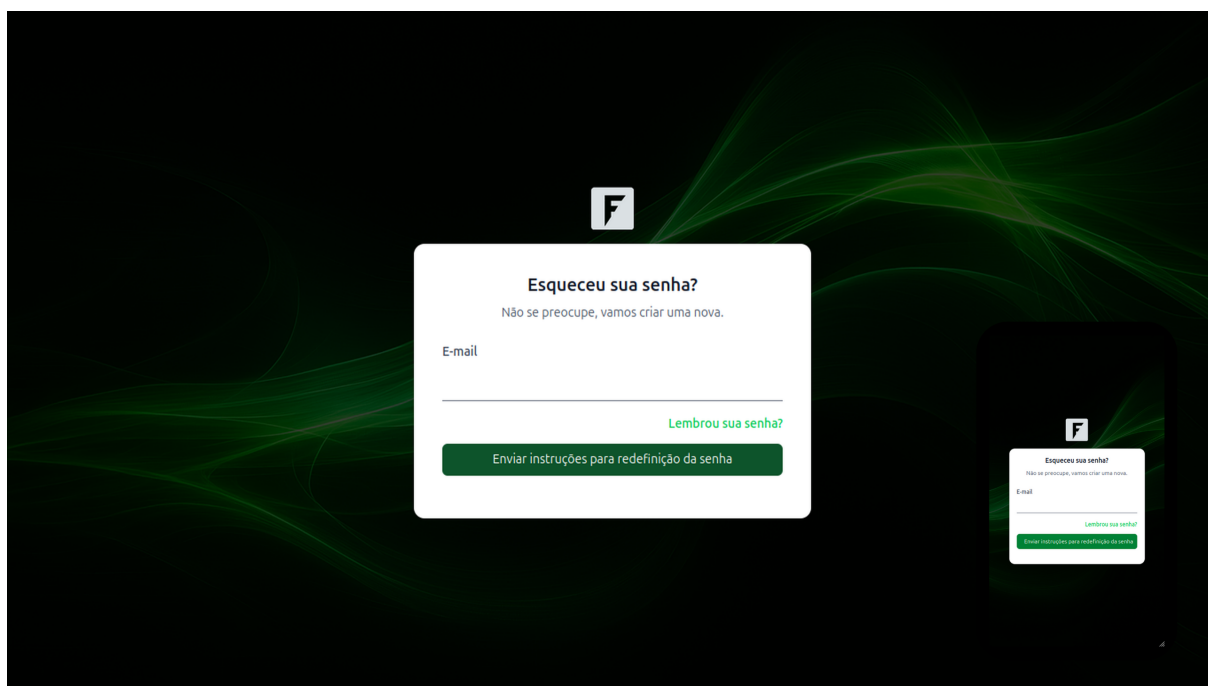 F
Esqueceu sua senha?
Não se preocupe, vamos criar uma nova.
E-mail
Lembrou sua senha?
Enviar instruções para redefinição da senha
F
Esqueceu sua senha?
Não se preocupe, vamos criar uma nova.
E-mail
Lembrou sua senha?
Enviar instruções para redefinição da senha